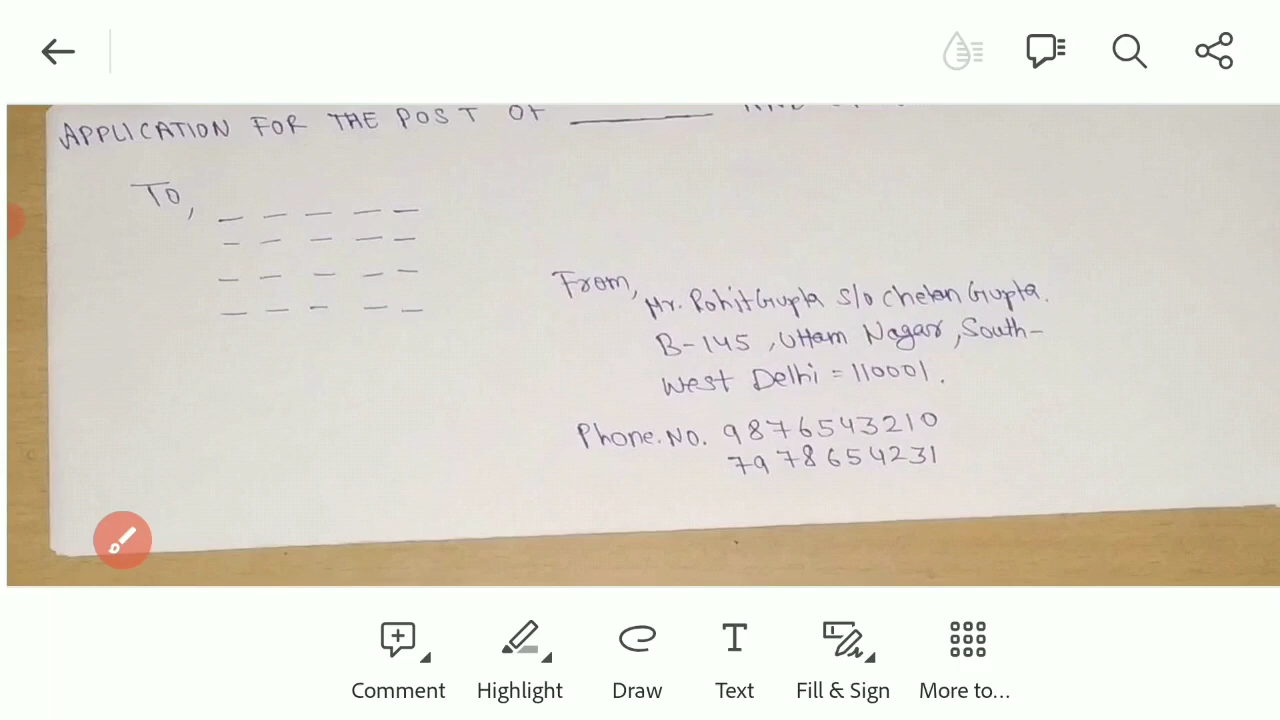 APPLICATION FOR THE POST OF ________
To,
_ _ _ _ _
_ _ _ _ _
_ _ _ _ _
_ _ _ _ _
From,
Mr. Rohit Gupta S/o Chetan Gupta.
B-145, Uttam Nagar, South-
West Delhi = 110001.
Phone. No. 9876543210
7978654231
Comment
Highlight
Draw
Text
Fill & Sign
More to...